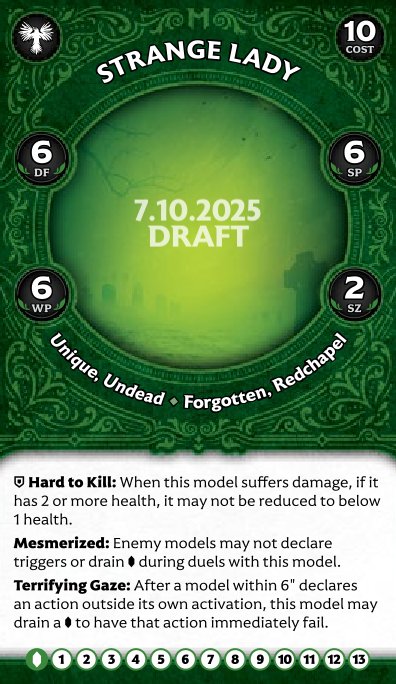 10
COST
STRANGE LADY
6
DF
6
SP
7.10.2025
DRAFT
6
WP
2
SZ
Unique, Undead ◆ Forgotten, Redchapel
Hard to Kill: When this model suffers damage, if it
has 2 or more health, it may not be reduced to below
1 health.
Mesmerized: Enemy models may not declare
triggers or drain during duels with this model.
Terrifying Gaze: After a model within 6" declares
an action outside its own activation, this model may
drain a to have that action immediately fail.
1 2 3 4 5 6 7 8 9 10 11 12 13